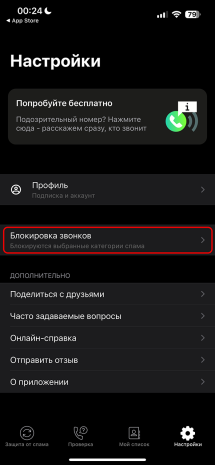 00:24
79
App Store
Настройки
Попробуйте бесплатно
Подозрительный номер? Нажмите
сюда - расскажем сразу, кто звонит
i
Профиль
Подписка и аккаунт
Блокировка звонков
Блокируются выбранные категории спама
ДОПОЛНИТЕЛЬНО
Поделиться с друзьями
Часто задаваемые вопросы
Онлайн-справка
Отправить отзыв
О приложении
Защита от спама
Проверка
Мой список
Настройки